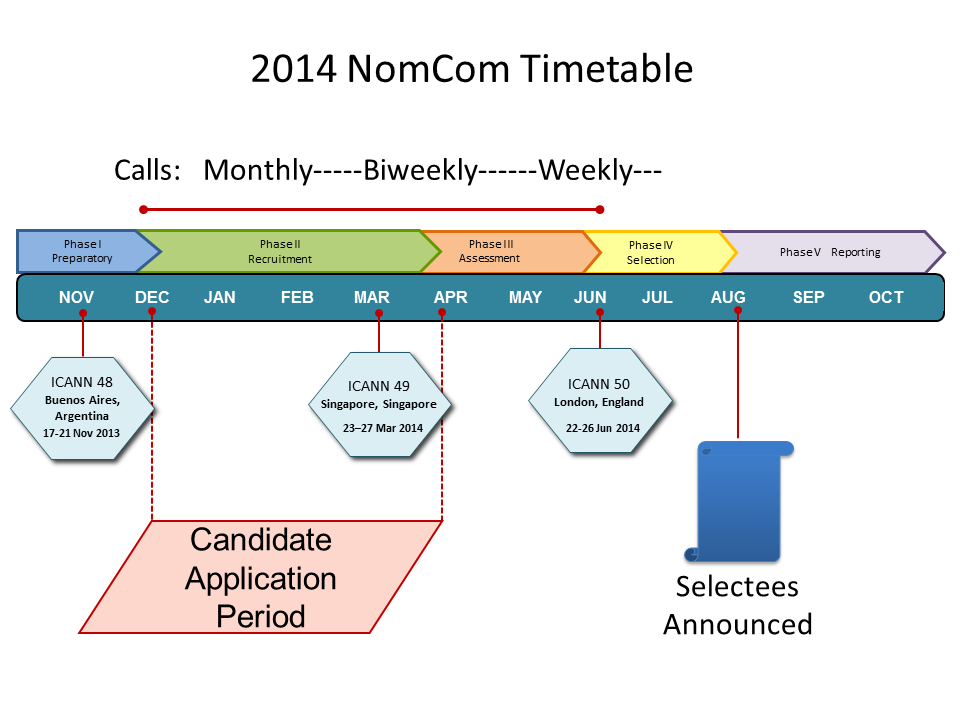 2014 NomCom Timetable
Calls: Monthly-----Biweekly------Weekly---
Phase I
Preparatory
Phase II
Recruitment
Phase III
Assessment
Phase IV
Selection
Phase V Reporting
NOV DEC JAN FEB MAR APR MAY JUN JUL AUG SEP OCT
ICANN 48
Buenos Aires,
Argentina
17-21 Nov 2013
ICANN 49
Singapore, Singapore
23–27 Mar 2014
ICANN 50
London, England
22-26 Jun 2014
Candidate
Application
Period
Selectees
Announced